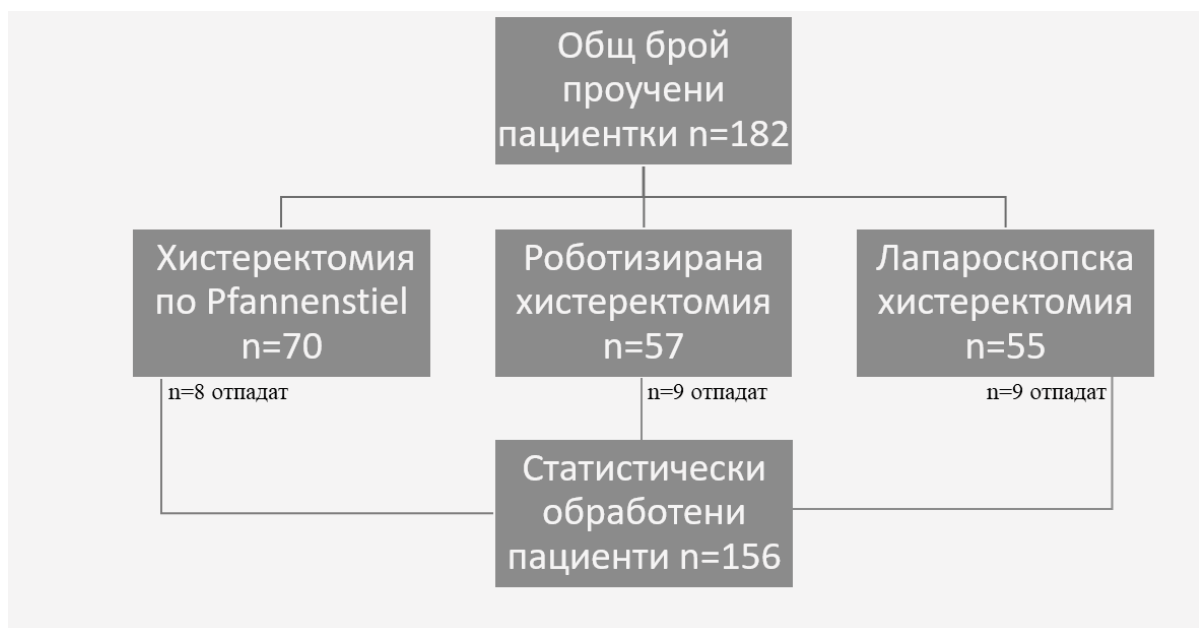 Общ брой
проучени
пациентки n=182
Хистеректомия
по Pfannenstiel
n=70
Роботизирана
хистеректомия
n=57
Лапароскопска
хистеректомия
n=55
n=8 отпадат
n=9 отпадат
n=9 отпадат
Статистически
обработени
пациенти n=156